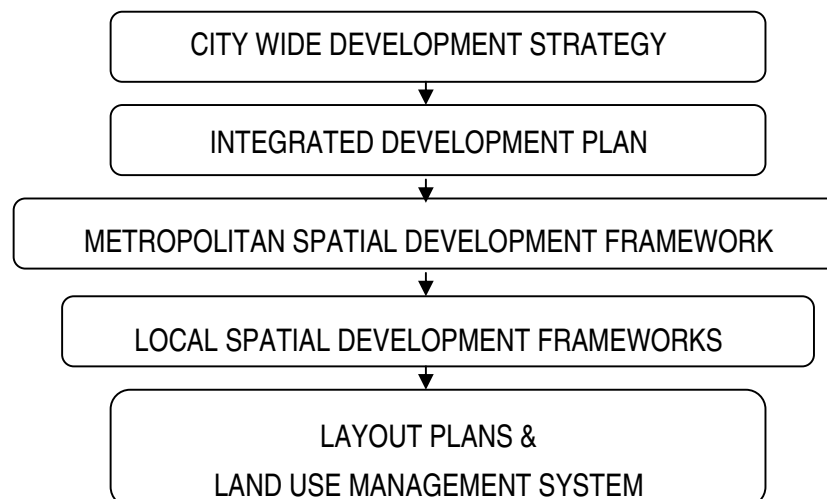 CITY WIDE DEVELOPMENT STRATEGY
INTEGRATED DEVELOPMENT PLAN
METROPOLITAN SPATIAL DEVELOPMENT FRAMEWORK
LOCAL SPATIAL DEVELOPMENT FRAMEWORKS
LAYOUT PLANS &
LAND USE MANAGEMENT SYSTEM